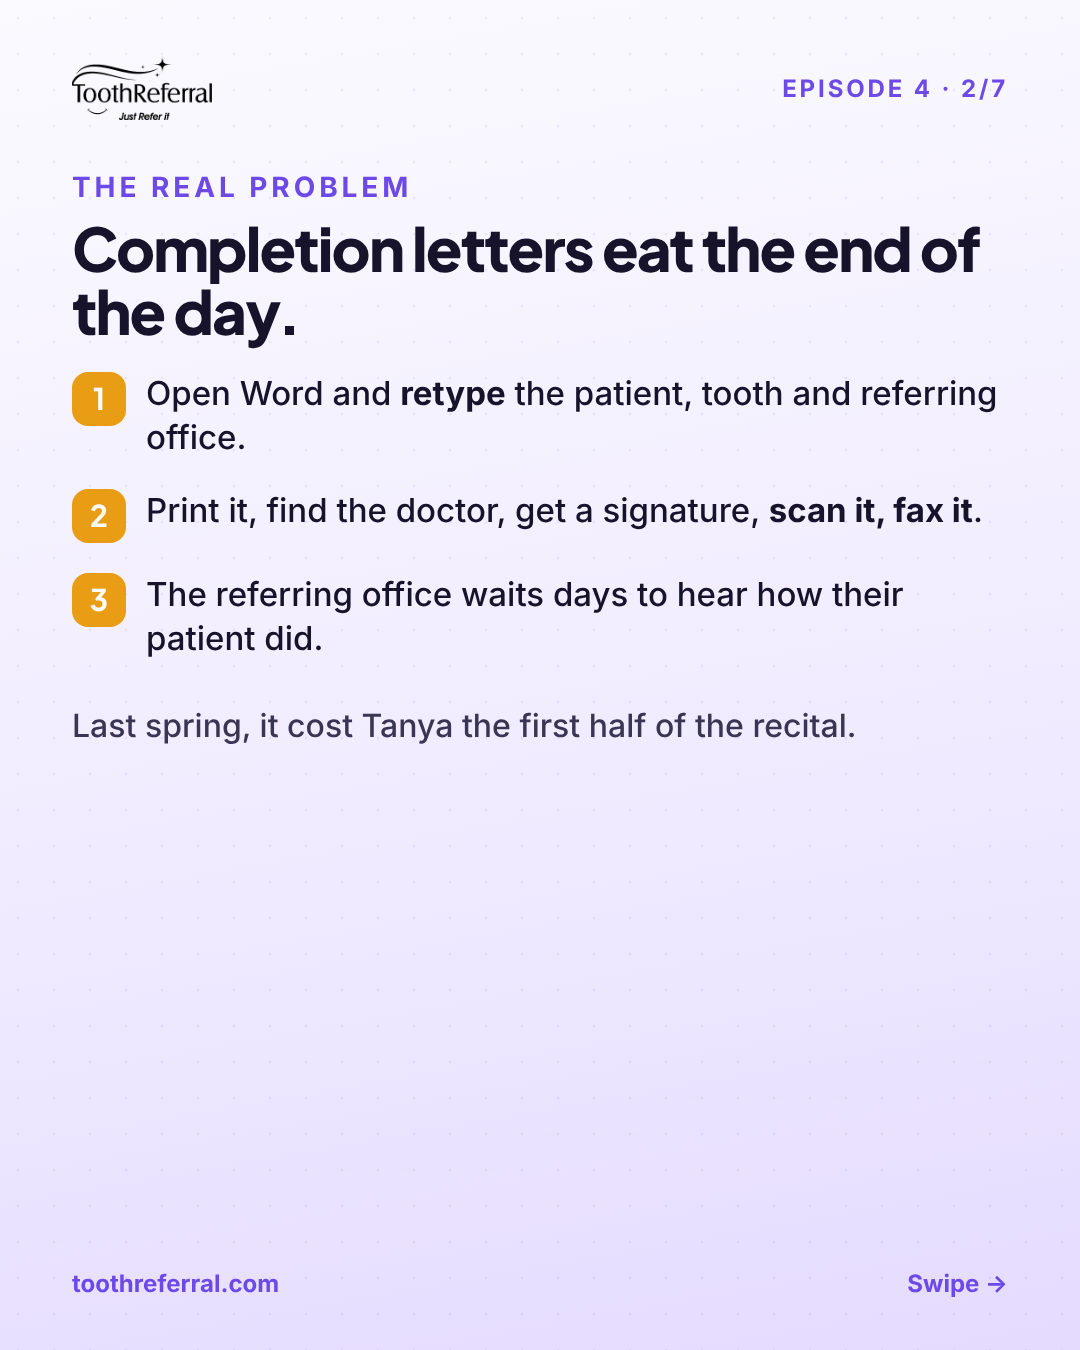 ToothReferral
Just Refer it
EPISODE 4 · 2/7
THE REAL PROBLEM
Completion letters eat the end of
the day.
1 Open Word and retype the patient, tooth and referring
office.
2 Print it, find the doctor, get a signature, scan it, fax it.
3 The referring office waits days to hear how their
patient did.
Last spring, it cost Tanya the first half of the recital.
toothreferral.com
Swipe →